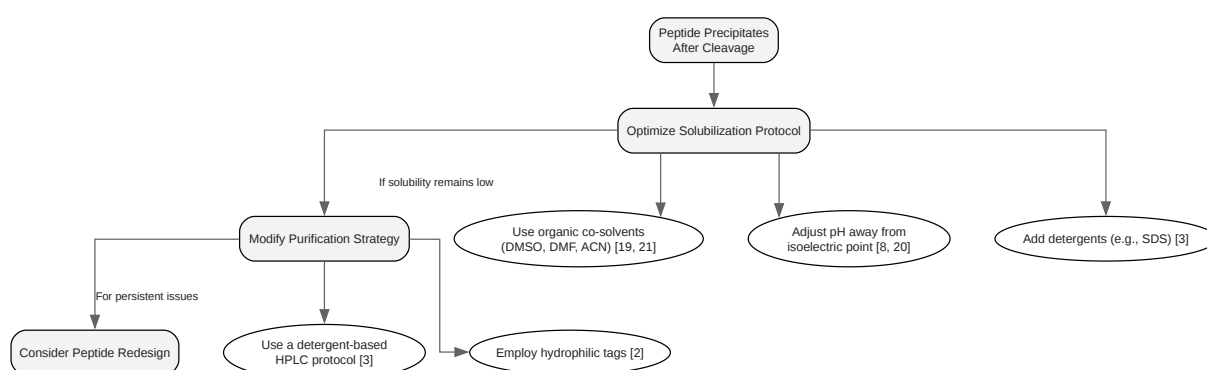 Peptide Precipitates
After Cleavage
Optimize Solubilization Protocol
If solubility remains low
Modify Purification Strategy
Use organic co-solvents
(DMSO, DMF, ACN) [19, 21]
Adjust pH away from
isoelectric point [8, 20]
Add detergents (e.g., SDS) [3]
For persistent issues
Consider Peptide Redesign
Use a detergent-based
HPLC protocol [3]
Employ hydrophilic tags [2]